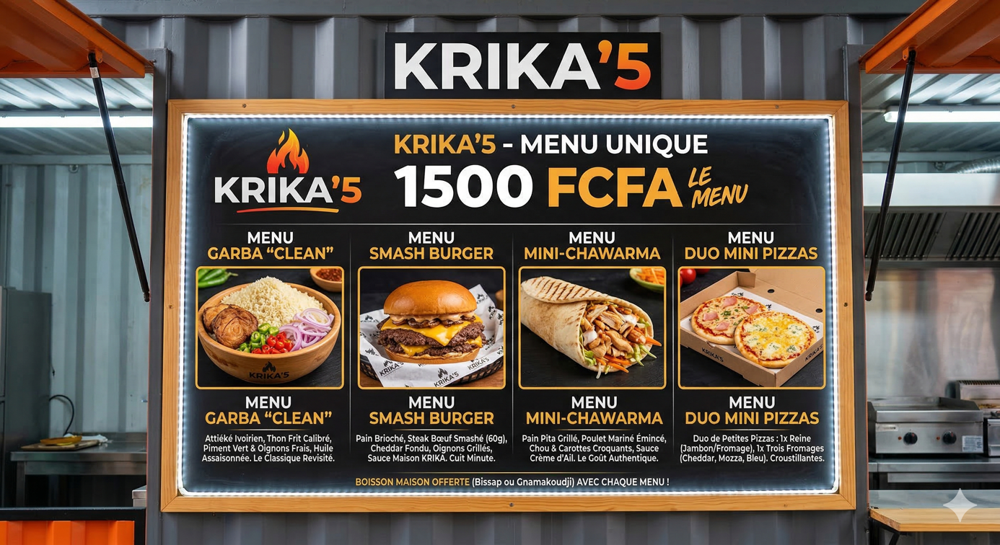 KRIKA'5
KRIKA'5
KRIKA'5 - MENU UNIQUE
1500 FCFA LE MENU
MENU
GARBA “CLEAN”
KRIKA'5
MENU
GARBA “CLEAN”
Attiéké Ivoirien, Thon Frit Calibré,
Piment Vert & Oignons Frais, Huile
Assaisonnée. Le Classique Revisité.
MENU
SMASH BURGER
KRIKA'5
KRIKA'5
KRIKA'5
MENU
SMASH BURGER
Pain Brioché, Steak Bœuf Smashé (60g),
Cheddar Fondu, Oignons Grillés,
Sauce Maison KRIKA. Cuit Minute.
MENU
MINI-CHAWARMA
MENU
MINI-CHAWARMA
Pain Pita Grillé, Poulet Mariné Émincé,
Chou & Carottes Croquants, Sauce
Crème d'Ail. Le Goût Authentique.
MENU
DUO MINI PIZZAS
KRIKA'5
KRIKA'5
MENU
DUO MINI PIZZAS
Duo de Petites Pizzas : 1x Reine
(Jambon/Fromage), 1x Trois Fromages
(Cheddar, Mozza, Bleu). Croustillantes.
BOISSON MAISON OFFERTE (Bissap ou Gnamakoudji) AVEC CHAQUE MENU !